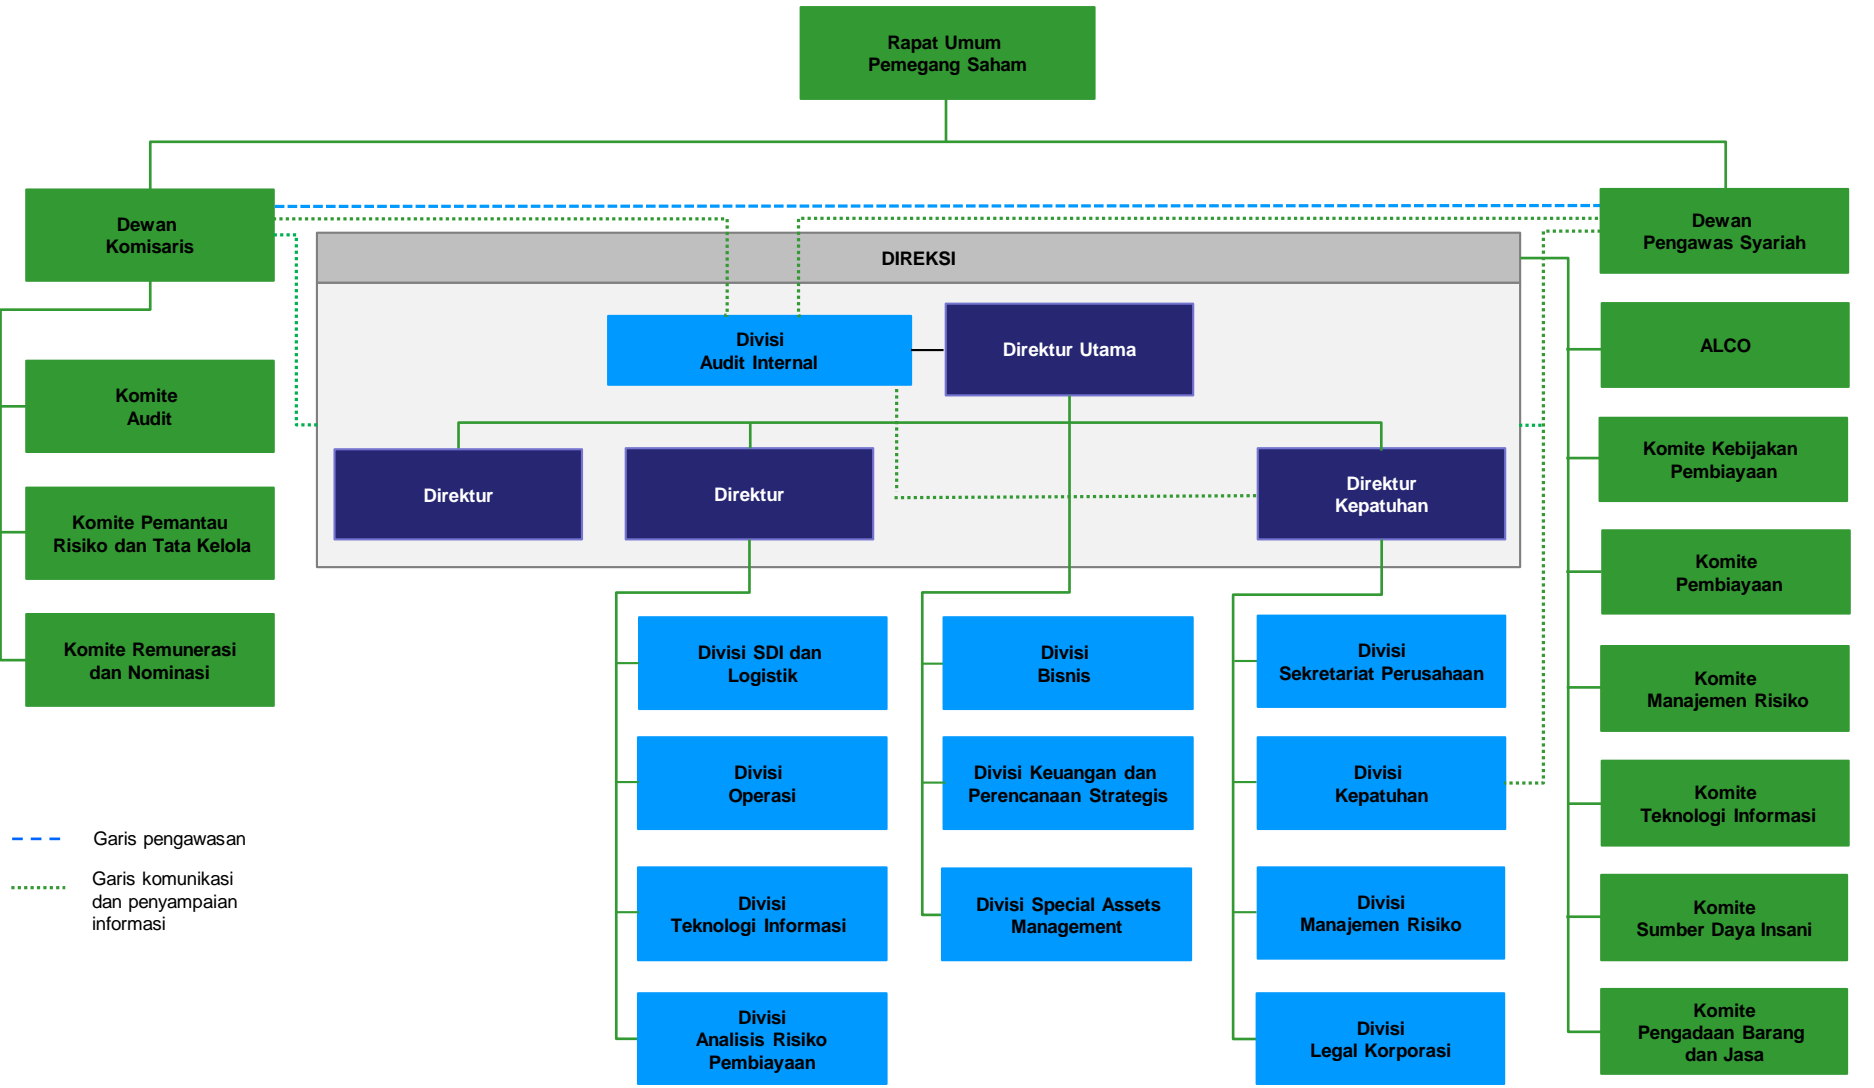 Rapat Umum
Pemegang Saham
Dewan
Komisaris
Dewan
Pengawas Syariah
DIREKSI
Divisi
Audit Internal
Direktur Utama
ALCO
Komite
Audit
Komite Kebijakan
Pembiayaan
Direktur
Direktur
Direktur
Kepatuhan
Komite Pemantau
Risiko dan Tata Kelola
Komite
Pembiayaan
Komite Remunerasi
dan Nominasi
Divisi SDI dan
Logistik
Divisi
Bisnis
Divisi
Sekretariat Perusahaan
Komite
Manajemen Risiko
Divisi
Operasi
Divisi Keuangan dan
Perencanaan Strategis
Divisi
Kepatuhan
Komite
Teknologi Informasi
Garis pengawasan
Garis komunikasi
dan penyampaian
informasi
Divisi
Teknologi Informasi
Divisi Special Assets
Management
Divisi
Manajemen Risiko
Komite
Sumber Daya Insani
Divisi
Analisis Risiko
Pembiayaan
Divisi
Legal Korporasi
Komite
Pengadaan Barang
dan Jasa